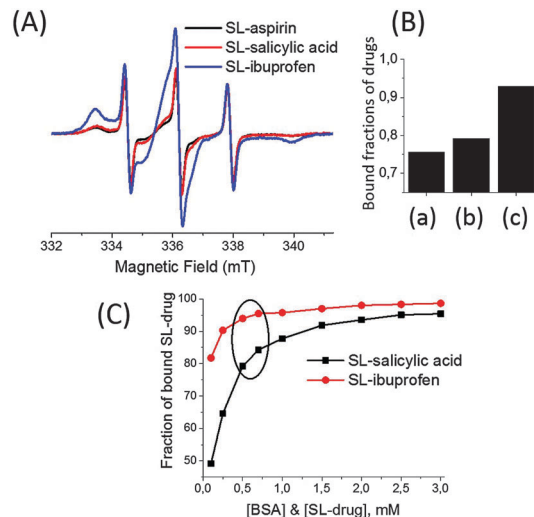 (A)
SL-aspirin
SL-salicylic acid
SL-ibuprofen
332 334 336 338 340
Magnetic Field (mT)
(B)
Bound fractions of drugs
1,0
0,9
0,8
0,7
(a) (b) (c)
(C)
Fraction of bound SL-drug
100
90
80
70
60
50
SL-salicylic acid
SL-ibuprofen
0,0 0,5 1,0 1,5 2,0 2,5 3,0
[BSA] & [SL-drug], mM